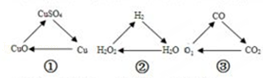 CuSO₄ H₂ CO
CuO Cu H₂O₂ H₂O O₂ CO₂
① ② ③